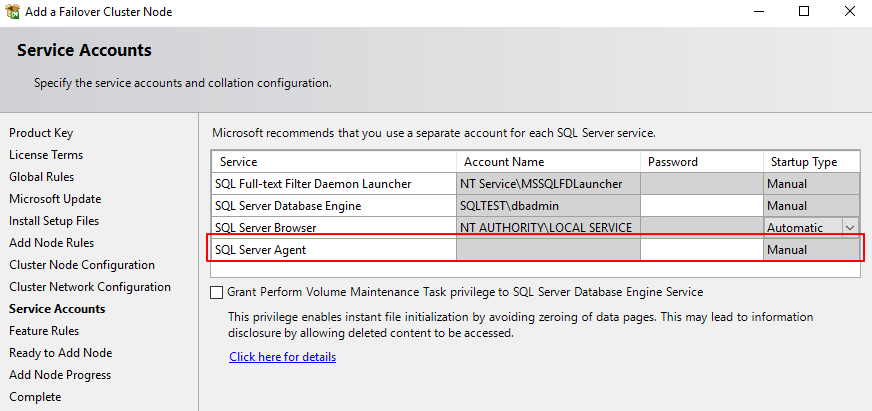 Add a Failover Cluster Node
Service Accounts
Specify the service accounts and collation configuration.
Product Key
License Terms
Global Rules
Microsoft Update
Install Setup Files
Add Node Rules
Cluster Node Configuration
Cluster Network Configuration
Service Accounts
Feature Rules
Ready to Add Node
Add Node Progress
Complete
Microsoft recommends that you use a separate account for each SQL Server service.
Service Account Name Password Startup Type
SQL Full-text Filter Daemon Launcher NT Service\MSSQLFDLauncher Manual
SQL Server Database Engine SQLTEST\dbadmin Manual
SQL Server Browser NT AUTHORITY\LOCAL SERVICE Automatic
SQL Server Agent Manual
Grant Perform Volume Maintenance Task privilege to SQL Server Database Engine Service
This privilege enables instant file initialization by avoiding zeroing of data pages. This may lead to information
disclosure by allowing deleted content to be accessed.
Click here for details